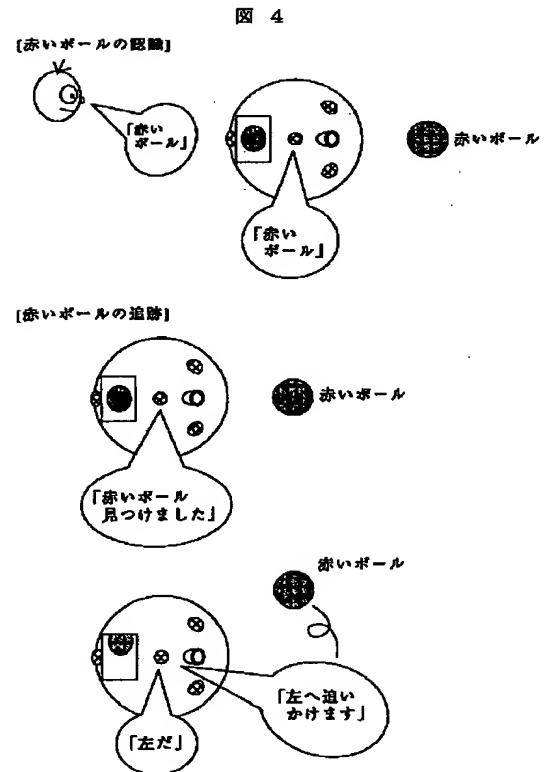 図 4
[赤いボールの認識]
「赤い
ボール」
赤いボール
「赤い
ボール」
[赤いボールの追跡]
赤いボール
「赤いボール
見つけました」
赤いボール
「左へ追い
かけます」
「左だ」